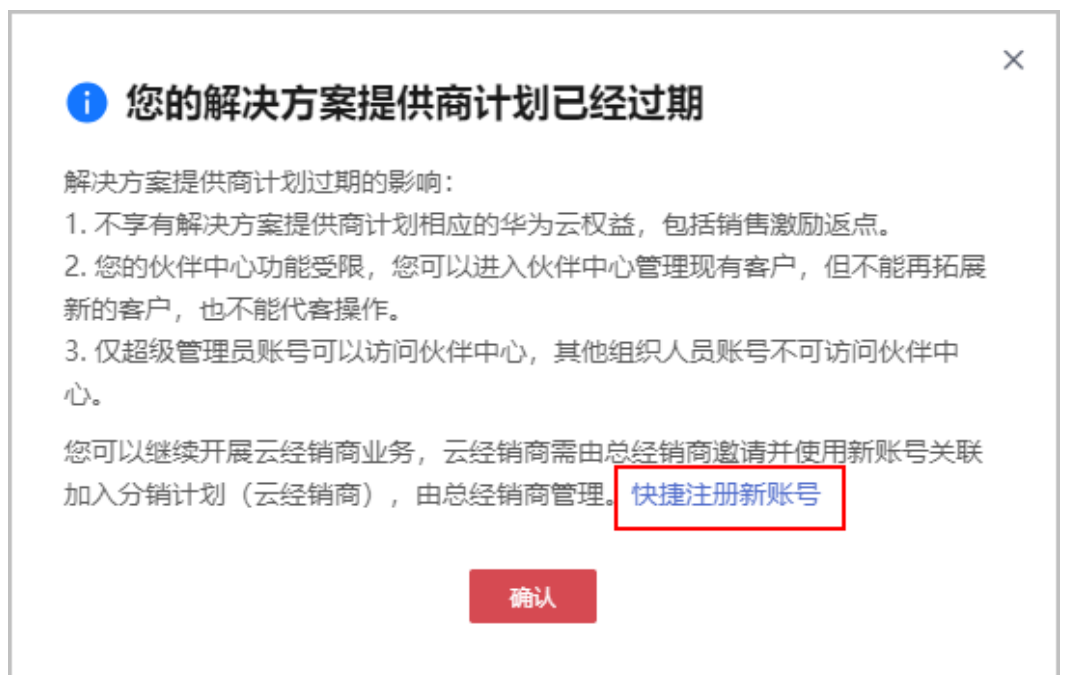 您的解决方案提供商计划已经过期
解决方案提供商计划过期的影响：
1. 不享有解决方案提供商计划相应的华为云权益，包括销售激励返点。
2. 您的伙伴中心功能受限，您可以进入伙伴中心管理现有客户，但不能再拓展
新的客户，也不能代客操作。
3. 仅超级管理员账号可以访问伙伴中心，其他组织人员账号不可访问伙伴中
心。
您可以继续开展云经销商业务，云经销商需由总经销商邀请并使用新账号关联
加入分销计划（云经销商），由总经销商管理。快捷注册新账号
确认